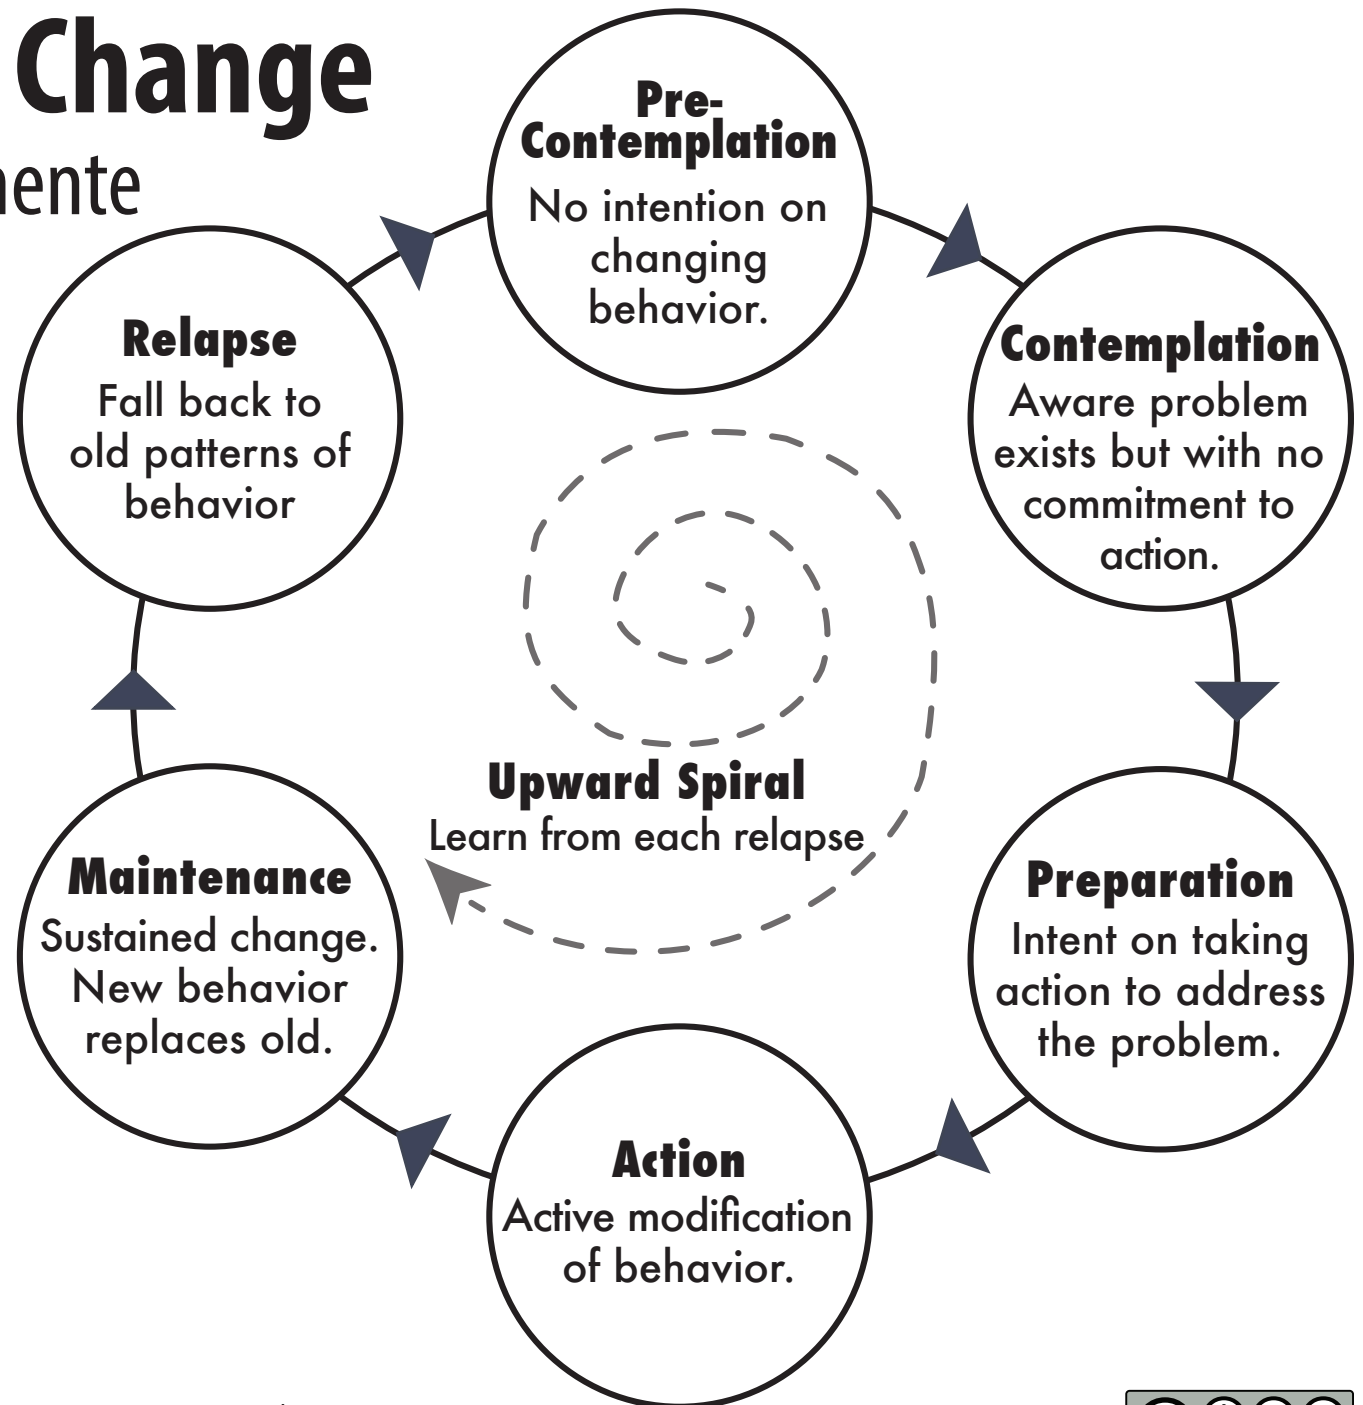 Change
Pre-
Contemplation
No intention on
changing
behavior.
Contemplation
Aware problem
exists but with no
commitment to
action.
Preparation
Intent on taking
action to address
the problem.
Action
Active modification
of behavior.
Maintenance
Sustained change.
New behavior
replaces old.
Relapse
Fall back to
old patterns of
behavior
Upward Spiral
Learn from each relapse